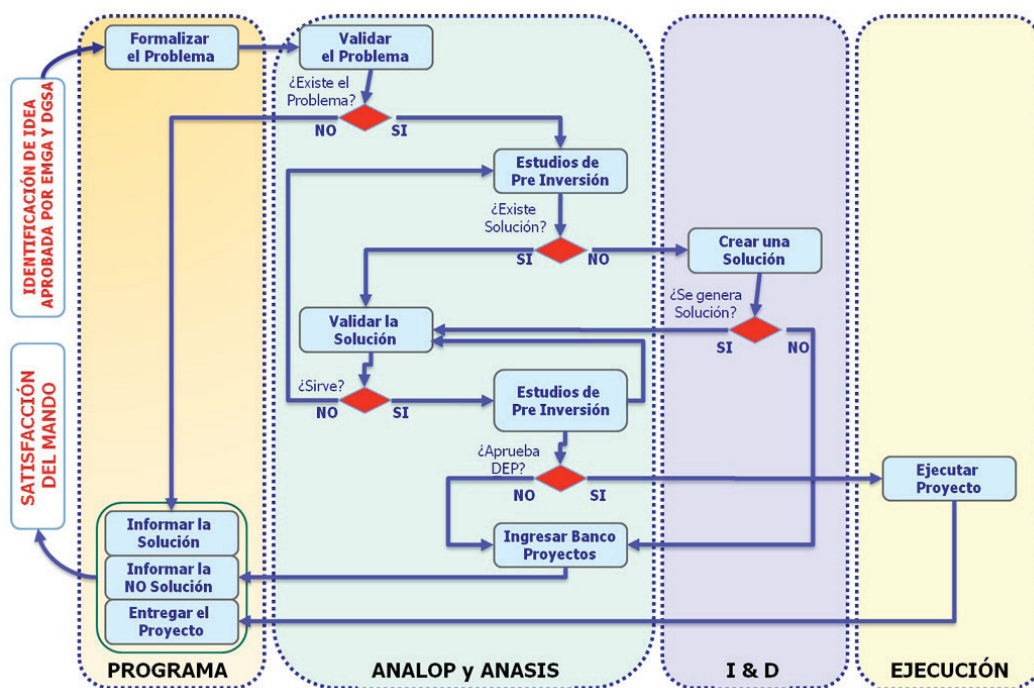 IDENTIFICACIÓN DE IDEA
APROBADA POR EMGA Y DGSA
Formalizar
el Problema
Validar
el Problema
¿Existe el
Problema?
NO
SI
Estudios de
Pre Inversión
¿Existe
Solución?
SI
NO
Crear una
Solución
¿Se genera
Solución?
SI
NO
Validar la
Solución
¿Sirve?
NO
SI
Estudios de
Pre Inversión
¿Aprueba
DEP?
NO
SI
Ejecutar
Proyecto
Ingresar Banco
Proyectos
SATISFACCIÓN
DEL MANDO
Informar la
Solución
Informar la
NO Solución
Entregar el
Proyecto
PROGRAMA
ANALOP y ANASIS
I & D
EJECUCIÓN